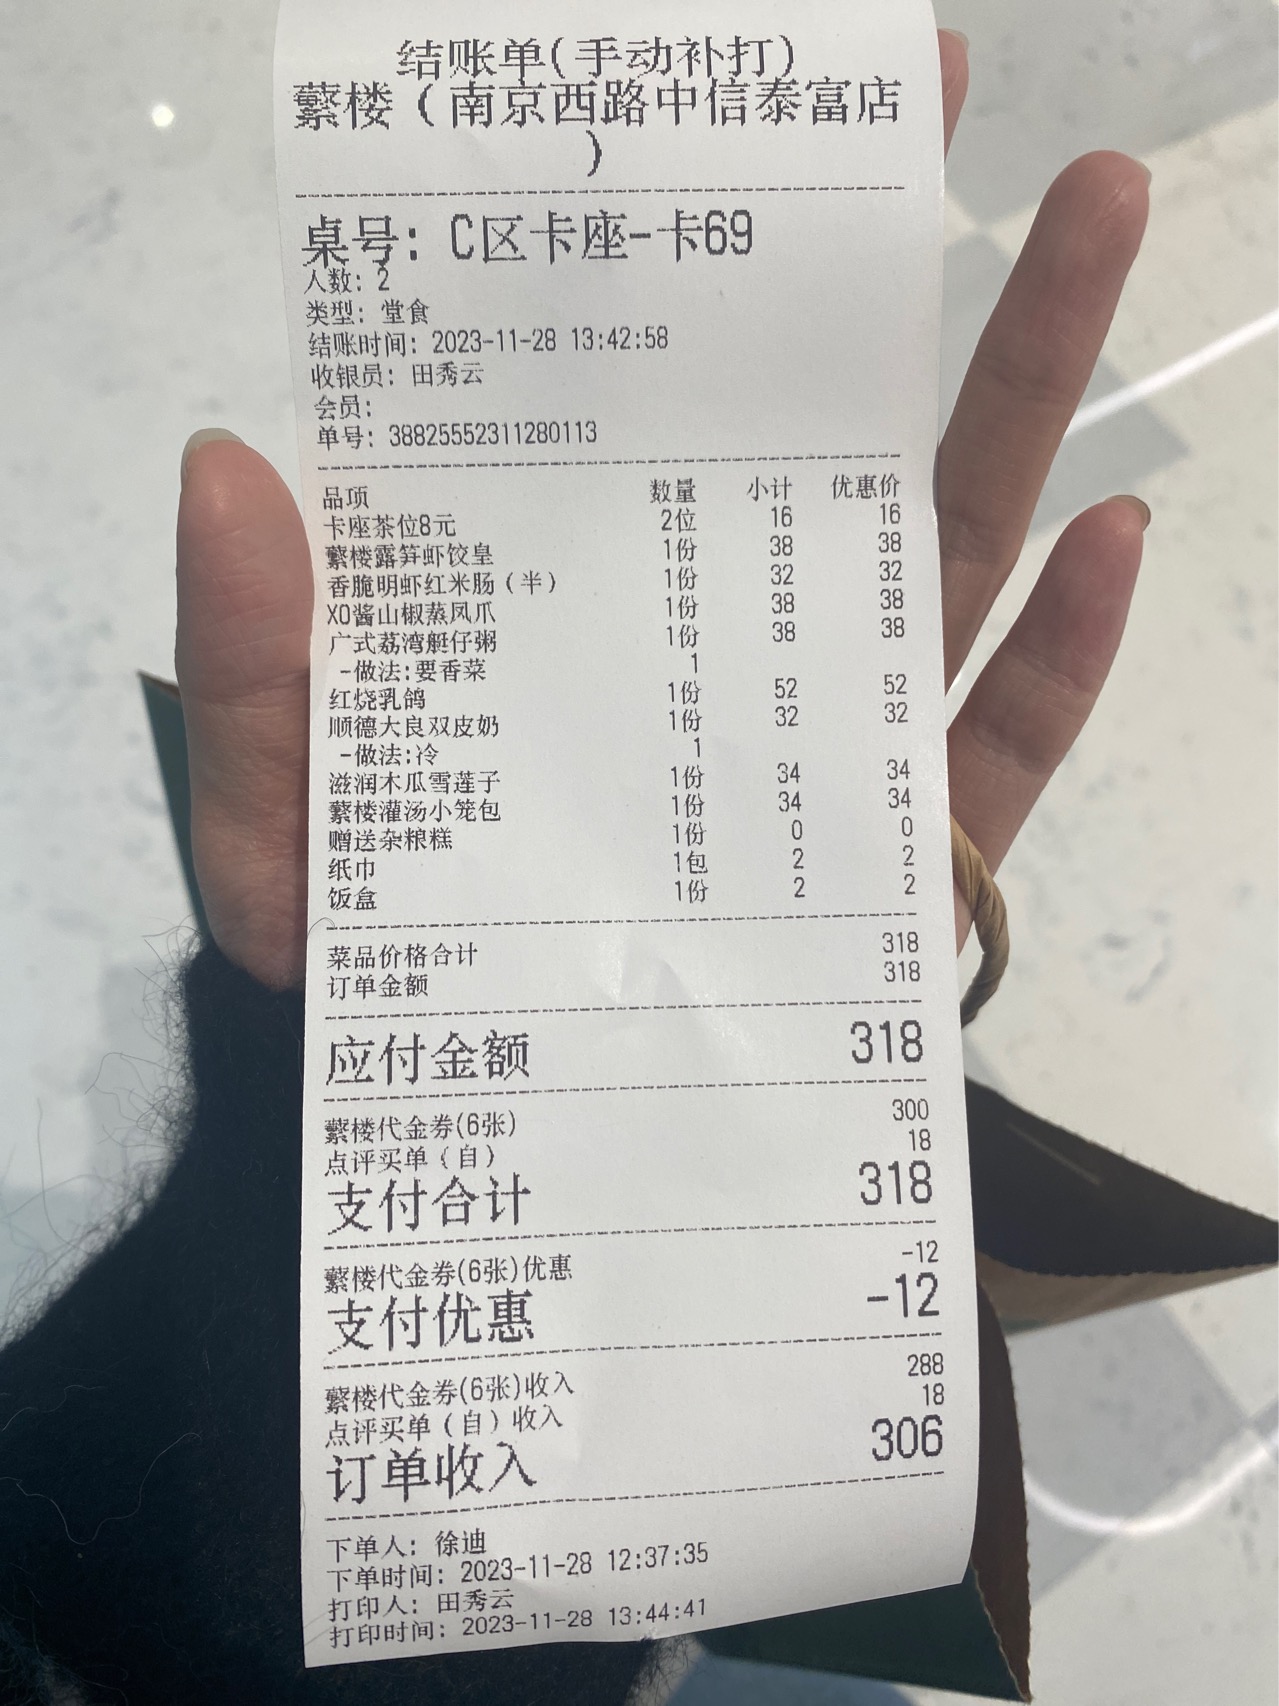 结账单(手动补打)
蘩楼(南京西路中信泰富店
)
桌号: C区卡座-卡69
人数: 2
类型: 堂食
结账时间: 2023-11-28 13:42:58
收银员: 田秀云
会员:
单号: 38825552311280113
品项 数量 小计 优惠价
卡座茶位8元 2位 16 16
蘩楼露笋虾饺皇 1份 38 38
香脆明虾红米肠(半) 1份 32 32
XO酱山椒蒸凤爪 1份 38 38
广式荔湾艇仔粥 1份 38 38
-做法:要香菜 1
红烧乳鸽 1份 52 52
顺德大良双皮奶 1份 32 32
-做法:冷 1
滋润木瓜雪莲子 1份 34 34
蘩楼灌汤小笼包 1份 34 34
赠送杂粮糕 1份 0 0
纸巾 1包 2 2
饭盒 1份 2 2
菜品价格合计 318
订单金额 318
应付金额 318
蘩楼代金券(6张) 300
点评买单(自) 18
支付合计 318
蘩楼代金券(6张)优惠 -12
支付优惠 -12
蘩楼代金券(6张)收入 288
点评买单(自)收入 18
订单收入 306
下单人: 徐迪
下单时间: 2023-11-28 12:37:35
打印人: 田秀云
打印时间: 2023-11-28 13:44:41